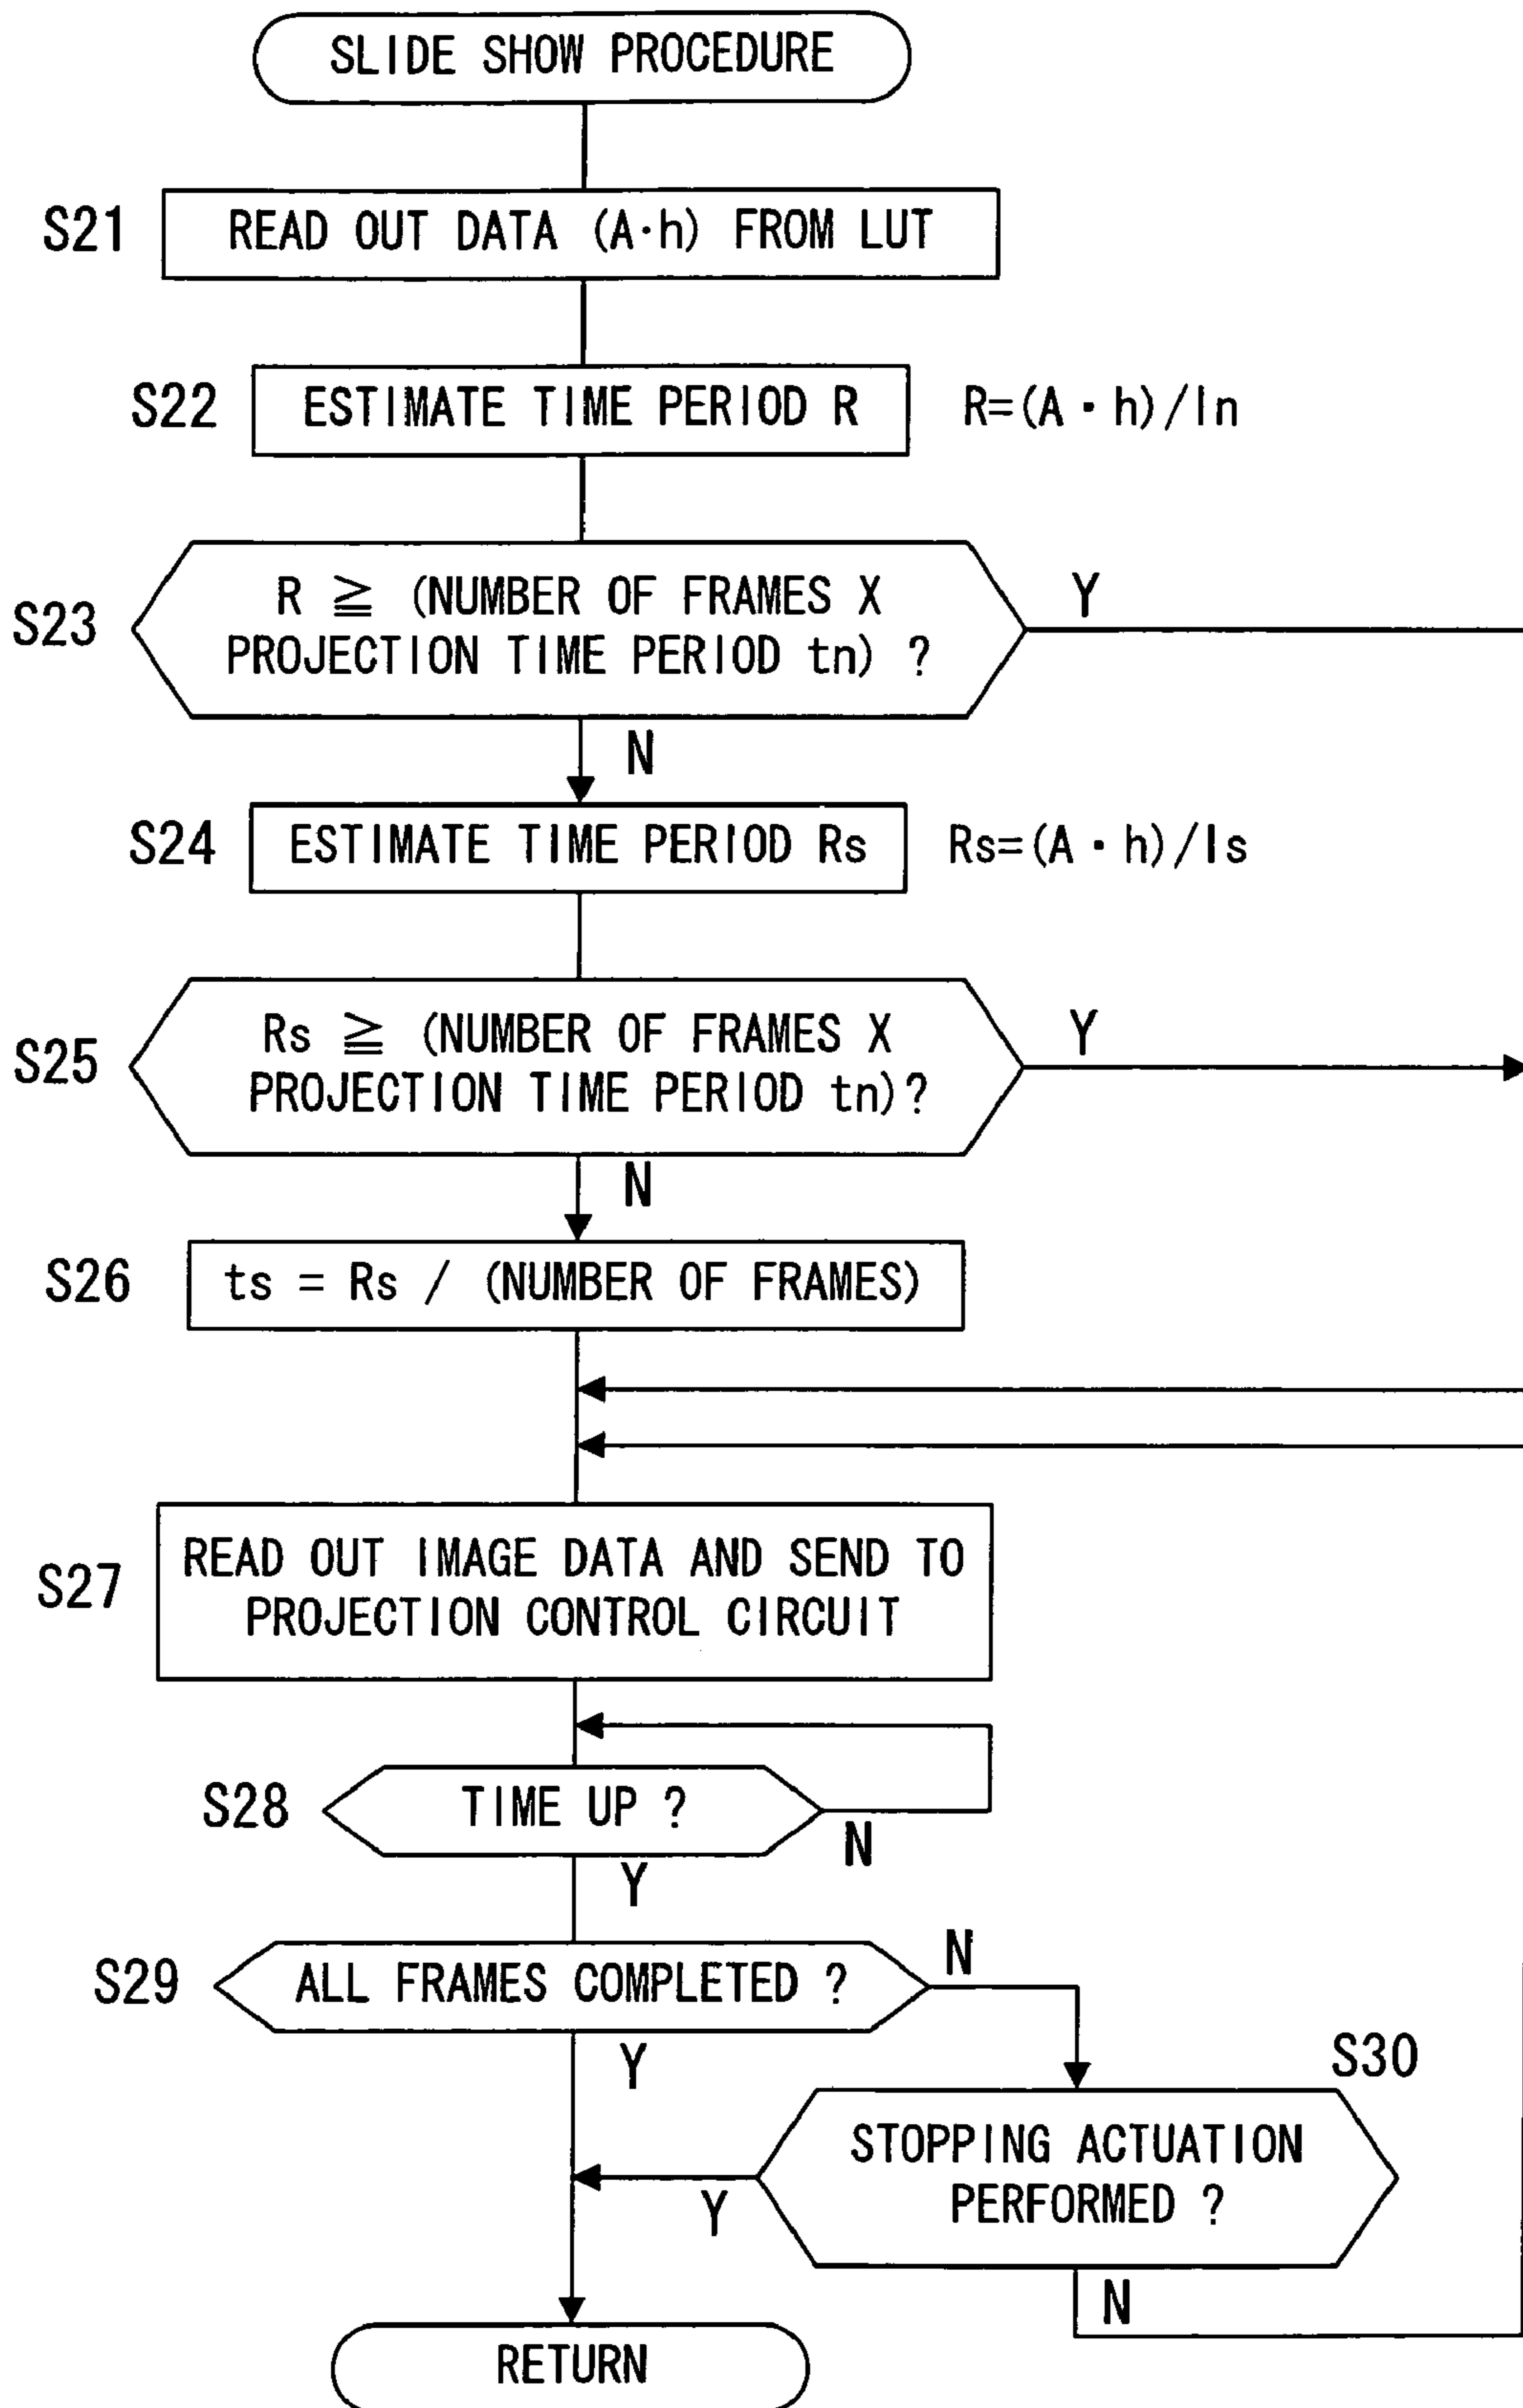 SLIDE SHOW PROCEDURE
S21
READ OUT DATA (A·h) FROM LUT
S22
ESTIMATE TIME PERIOD R
R=(A・h)/In
S23
R ≧ (NUMBER OF FRAMES X
PROJECTION TIME PERIOD tn) ?
Y
N
S24
ESTIMATE TIME PERIOD Rs
Rs=(A・h)/Is
S25
Rs ≧ (NUMBER OF FRAMES X
PROJECTION TIME PERIOD tn)?
Y
N
S26
ts = Rs / (NUMBER OF FRAMES)
S27
READ OUT IMAGE DATA AND SEND TO
PROJECTION CONTROL CIRCUIT
S28
TIME UP ?
N
Y
S29
ALL FRAMES COMPLETED ?
N
Y
S30
STOPPING ACTUATION
PERFORMED ?
Y
N
RETURN